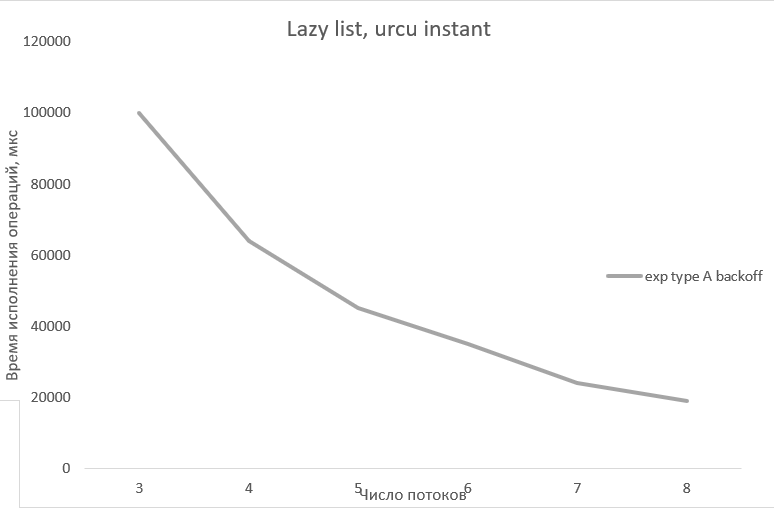 Lazy list, urcu instant
120000
100000
80000
60000
40000
20000
0
Время исполнения операций, мкс
exp type A backoff
3 4 5 6 7 8
Число потоков